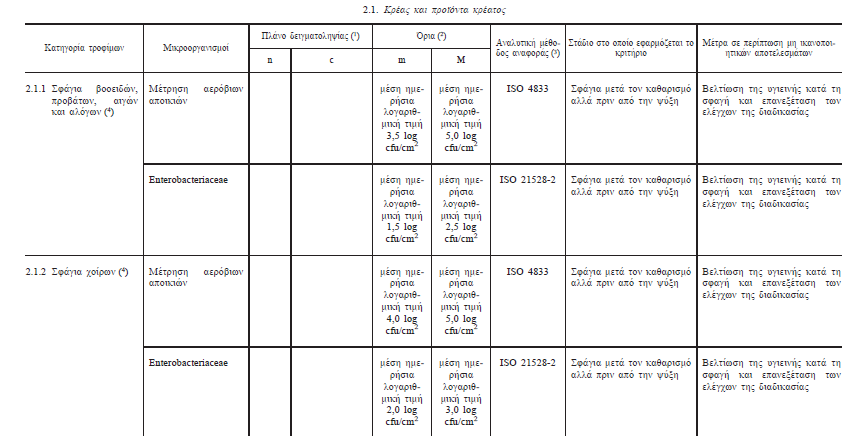 2.1. Κρέας και προϊόντα κρέατος
Κατηγορία τροφίμων
Μικροοργανισμοί
Πλάνο δειγματοληψίας (¹)
n
c
Όρια (²)
m
M
Αναλυτική μέθο-
δος αναφοράς (³)
Στάδιο στο οποίο εφαρμόζεται το
κριτήριο
Μέτρα σε περίπτωση μη ικανοποι-
ητικών αποτελεσμάτων
2.1.1 Σφάγια βοοειδών,
προβάτων, αιγών
και αλόγων (⁴)
Μέτρηση αερόβιων
αποικιών
μέση ημε-
ρήσια
λογαριθ-
μική τιμή
3,5 log
cfu/cm²
μέση ημε-
ρήσια
λογαριθ-
μική τιμή
5,0 log
cfu/cm²
ISO 4833
Σφάγια μετά τον καθαρισμό
αλλά πριν από τη ψύξη
Βελτίωση της υγιεινής κατά τη
σφαγή και επανεξέταση των
ελέγχων της διαδικασίας
Enterobacteriaceae
μέση ημε-
ρήσια
λογαριθ-
μική τιμή
1,5 log
cfu/cm²
μέση ημε-
ρήσια
λογαριθ-
μική τιμή
2,5 log
cfu/cm²
ISO 21528-2
Σφάγια μετά τον καθαρισμό
αλλά πριν από την ψύξη
Βελτίωση της υγιεινής κατά τη
σφαγή και επανεξέταση των
ελέγχων της διαδικασίας
2.1.2 Σφάγια χοίρων (⁴)
Μέτρηση αερόβιων
αποικιών
μέση ημε-
ρήσια
λογαριθ-
μική τιμή
4,0 log
cfu/cm²
μέση ημε-
ρήσια
λογαριθ-
μική τιμή
5,0 log
cfu/cm²
ISO 4833
Σφάγια μετά τον καθαρισμό
αλλά πριν από την ψύξη
Βελτίωση της υγιεινής κατά τη
σφαγή και επανεξέταση των
ελέγχων της διαδικασίας
Enterobacteriaceae
μέση ημε-
ρήσια
λογαριθ-
μική τιμή
2,0 log
cfu/cm²
μέση ημε-
ρήσια
λογαριθ-
μική τιμή
3,0 log
cfu/cm²
ISO 21528-2
Σφάγια μετά τον καθαρισμό
αλλά πριν από την ψύξη
Βελτίωση της υγιεινής κατά τη
σφαγή και επανεξέταση των
ελέγχων της διαδικασίας